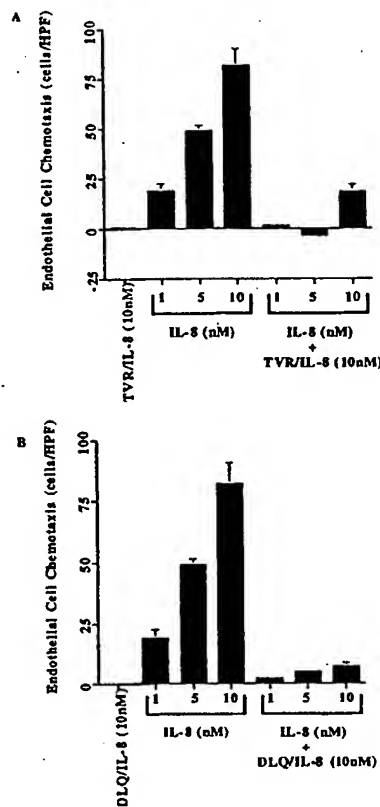 A
Endothelial Cell Chemotaxis (cells/HPF)
100
75
50
25
0
-25
TVR/IL-8 (10nM)
1 5 10 1 5 10
IL-8 (nM) IL-8 (nM)
+
TVR/IL-8 (10nM)
B
Endothelial Cell Chemotaxis (cells/HPF)
100
75
50
25
0
DLQ/IL-8 (10nM)
1 5 10 1 5 10
IL-8 (nM) IL-8 (nM)
+
DLQ/IL-8 (10nM)